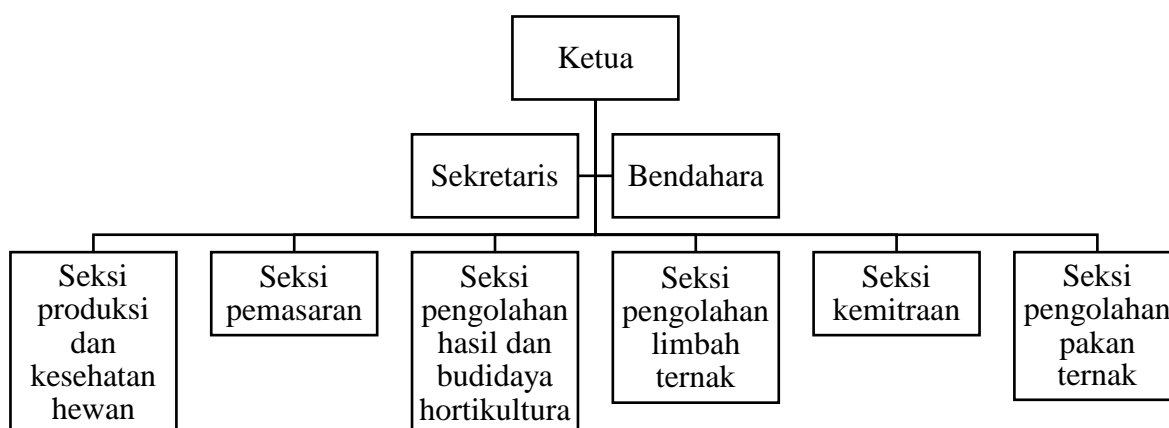 Ketua
Sekretaris
Bendahara
Seksi
produksi
dan
kesehatan
hewan
Seksi
pemasaran
Seksi
pengolahan
hasil dan
budidaya
hortikultura
Seksi
pengolahan
limbah
ternak
Seksi
kemitraan
Seksi
pengolahan
pakan
ternak